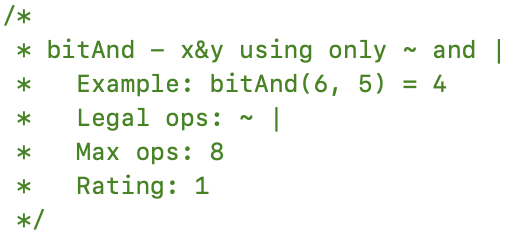 /*
 * bitAnd - x&y using only ~ and |
 *   Example: bitAnd(6, 5) = 4
 *   Legal ops: ~ |
 *   Max ops: 8
 *   Rating: 1
 */